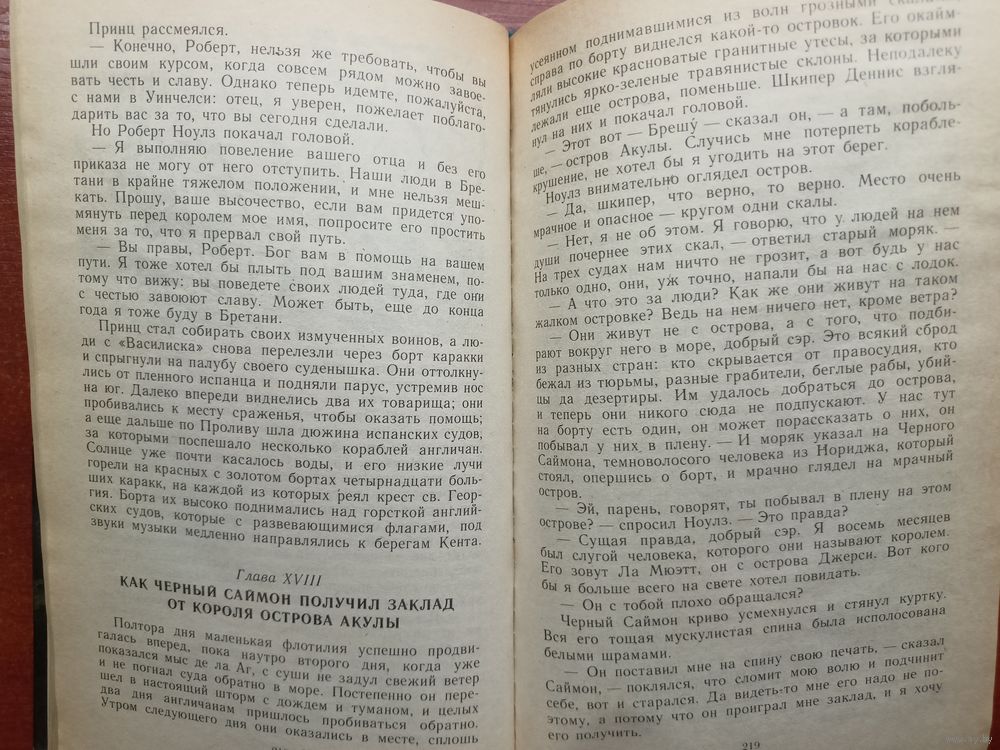 Принц рассмеялся.
— Конечно, Роберт, нельзя же требовать, чтобы вы
шли своим курсом, когда совсем рядом можно завое-
вать честь и славу. Однако теперь идемте, пожалуйста,
с нами в Уинчелси: отец, я уверен, пожелает поблаго-
дарить вас за то, что вы сегодня сделали.
Но Роберт Ноулз покачал головой.
— Я выполняю повеление вашего отца и без его
приказа не могу от него отступить. Наши люди в Бре-
тани в крайне тяжелом положении, и мне нельзя меш-
кать. Прошу, ваше высочество, если вам придется упо-
мянуть перед королем мое имя, попросите его простить
меня за то, что я прервал свой путь.
— Вы правы, Роберт. Бог вам в помощь на вашем
пути. Я тоже хотел бы плыть под вашим знаменем, по-
тому что вижу: вы поведете своих людей туда, где они
с честью завоюют славу. Может быть, еще до конца
года я тоже буду в Бретани.
Принц стал собирать своих измученных воинов, а лю-
ди с «Василиска» снова перелезли через борт каракки
и спрыгнули на палубу своего суденышка. Они оттолкну-
лись от пленного испанца и подняли парус, устремив нос
на юг. Далеко впереди виднелись два их товарища; они
пробивались к месту сраженья, чтобы оказать помощь;
а еще дальше по Проливу шла дюжина испанских судов,
за которыми поспешало несколько кораблей англичан.
Солнце уже почти касалось воды, и его низкие лучи
горели на красных с золотом бортах четырнадцати боль-
ших каракк, на каждой из которых реял крест св. Геор-
гия. Борта их высоко поднимались над горсткой англий-
ских судов, которые с развевающимися флагами, под
звуки музыки медленно направлялись к берегам Кента.
Глава XVIII
КАК ЧЕРНЫЙ САЙМОН ПОЛУЧИЛ ЗАКЛАД
ОТ КОРОЛЯ ОСТРОВА АКУЛЫ
Полтора дня маленькая флотилия успешно продви-
галась вперед, пока наутро второго дня, когда уже
показался мыс де ла Аг, с суши не задул свежий ветер
и не погнал суда обратно в море. Постепенно он пере-
шел в настоящий шторм с дождем и туманом, и целых
два дня англичанам пришлось пробиваться обратно.
Утром следующего дня они оказались в месте, сплошь
усеянном поднимавшимися из волн грозными
справа по борту виднелся какой-то островок. Его окайм-
ляли высокие красноватые гранитные утесы, за которыми
тянулись ярко-зеленые травянистые склоны. Неподалеку
лежали еще острова, поменьше. Шкипер Деннис взгля-
нул на них и покачал головой.
— Этот вот — Брешу́ — сказал он, — а там, поболь-
ше, — остров Акулы. Случись мне потерпеть корабле-
крушение, не хотел бы я угодить на этот берег.
Ноулз внимательно оглядел остров.
— Да, шкипер, что верно, то верно. Место очень
мрачное и опасное — кругом одни скалы.
— Нет, я не об этом. Я говорю, что у людей на нем
души почернее этих скал, — ответил старый моряк. —
На трех судах нам ничто не грозит, а вот будь у нас
только одно, они, уж точно, напали бы на нас с лодок.
— А что это за люди? Как же они живут на таком
жалком островке? Ведь на нем ничего нет, кроме ветра?
— Они живут не с острова, а с того, что подби-
рают вокруг него в море, добрый сэр. Это всякий сброд
из разных стран: кто скрывается от правосудия, кто
бежал из тюрьмы, разные грабители, беглые рабы, убий-
цы да дезертиры. Им удалось добраться до острова,
и теперь они никого сюда не подпускают. У нас тут
на борту есть один, он может порассказать о них, он
побывал у них в плену. — И моряк указал на Черного
Саймона, темноволосого человека из Нориджа, который
стоял, опершись о борт, и мрачно глядел на мрачный
остров.
— Эй, парень, говорят, ты побывал в плену на этом
острове? — спросил Ноулз. — Это правда?
— Сущая правда, добрый сэр. Я восемь месяцев
был слугой человека, которого они называют королем.
Его зовут Ла Мюэтт, он с острова Джерси. Вот кого
бы я больше всего на свете хотел повидать.
— Он с тобой плохо обращался?
Черный Саймон криво усмехнулся и стянул куртку.
Вся его тощая мускулистая спина была исполосована
белыми шрамами.
— Он поставил мне на спину свою печать, — сказал
Саймон, — поклялся, что сломит мою волю и подчинит
себе, вот и старался. Да видеть-то мне его надо не по-
этому, а потому что он проиграл мне заклад, и я хочу
его получить.
219